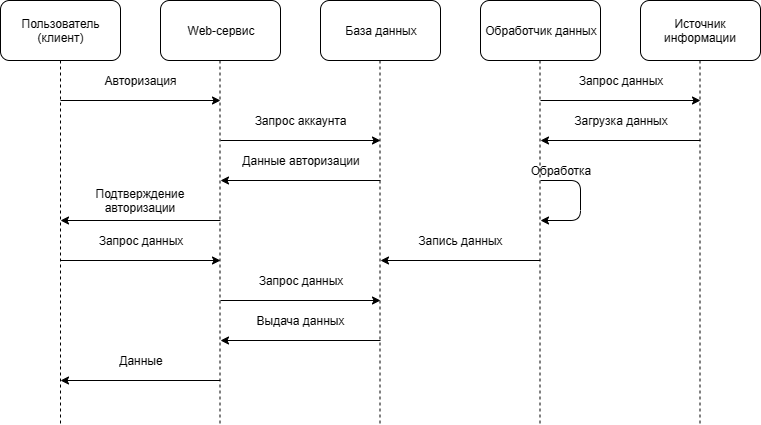 Пользователь
(клиент)
Web-сервис
База данных
Обработчик данных
Источник
информации
Авторизация
Запрос данных
Запрос аккаунта
Загрузка данных
Данные авторизации
Обработка
Подтверждение
авторизации
Запрос данных
Запись данных
Запрос данных
Выдача данных
Данные